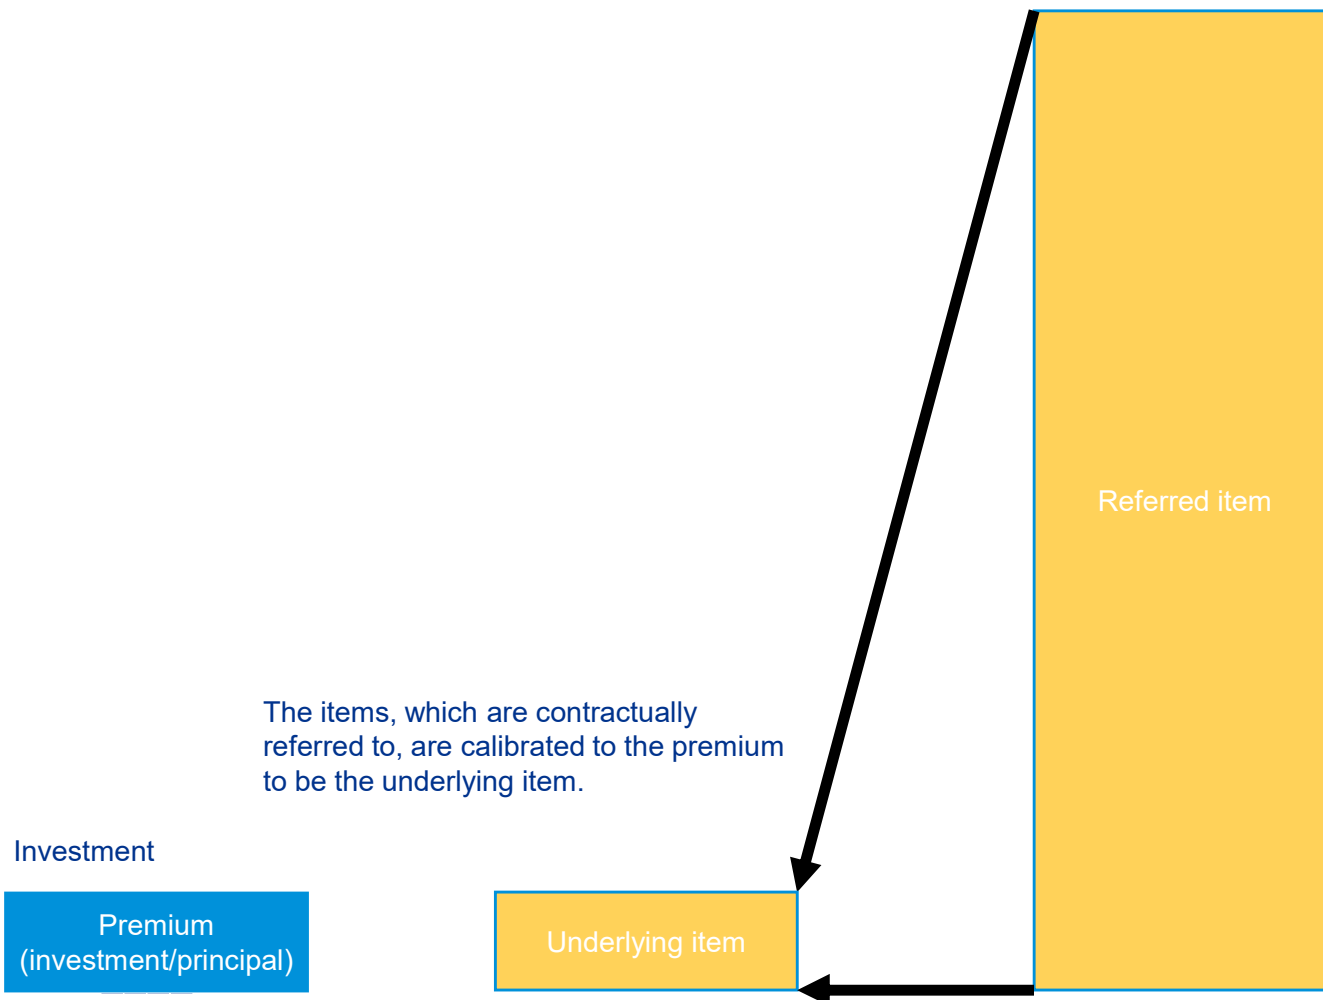 Referred item
The items, which are contractually
referred to, are calibrated to the premium
to be the underlying item.
Investment
Premium
(investment/principal)
Underlying item